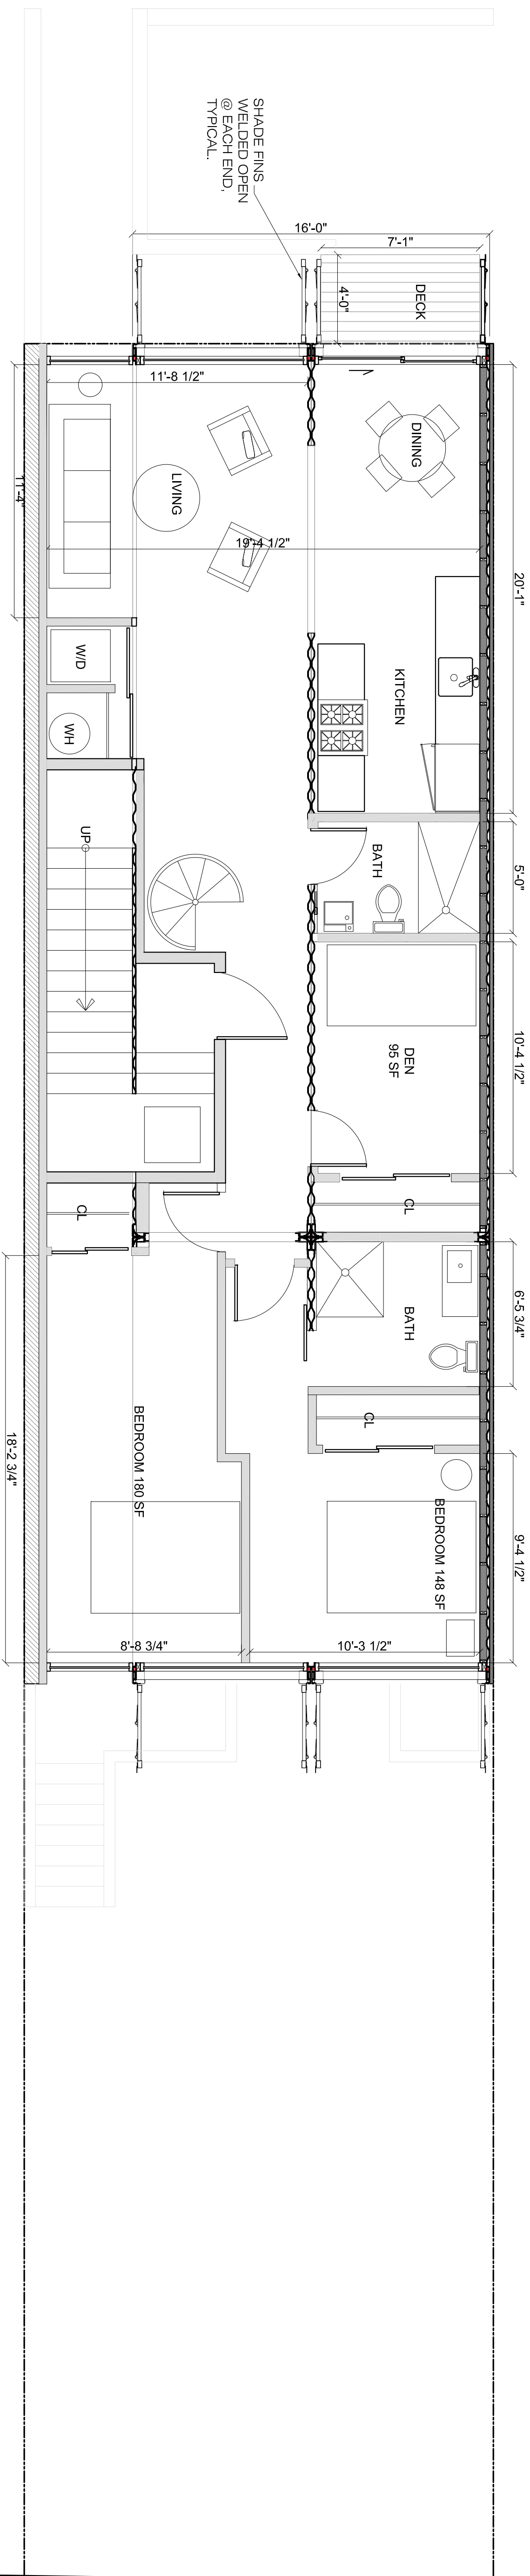 SHADE FINS
WELDED OPEN
@ EACH END,
TYPICAL.
16'-0"
7'-1"
4'-0"
DECK
11'-8 1/2"
DINING
LIVING
11'-4"
19'-4 1/2"
20'-1"
KITCHEN
W/D
WH
UP
BATH
5'-0"
DEN
95 SF
10'-4 1/2"
CL
CL
BATH
6'-5 3/4"
CL
BEDROOM 180 SF
BEDROOM 148 SF
18'-2 3/4"
9'-4 1/2"
8'-8 3/4"
10'-3 1/2"